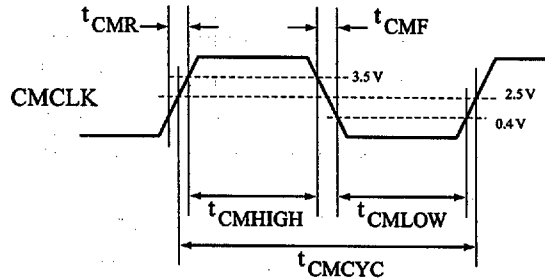 tCMR
tCMF
CMCLK
3.5 V
2.5 V
0.4 V
tCMHIGH
tCMLOW
tCMCYC